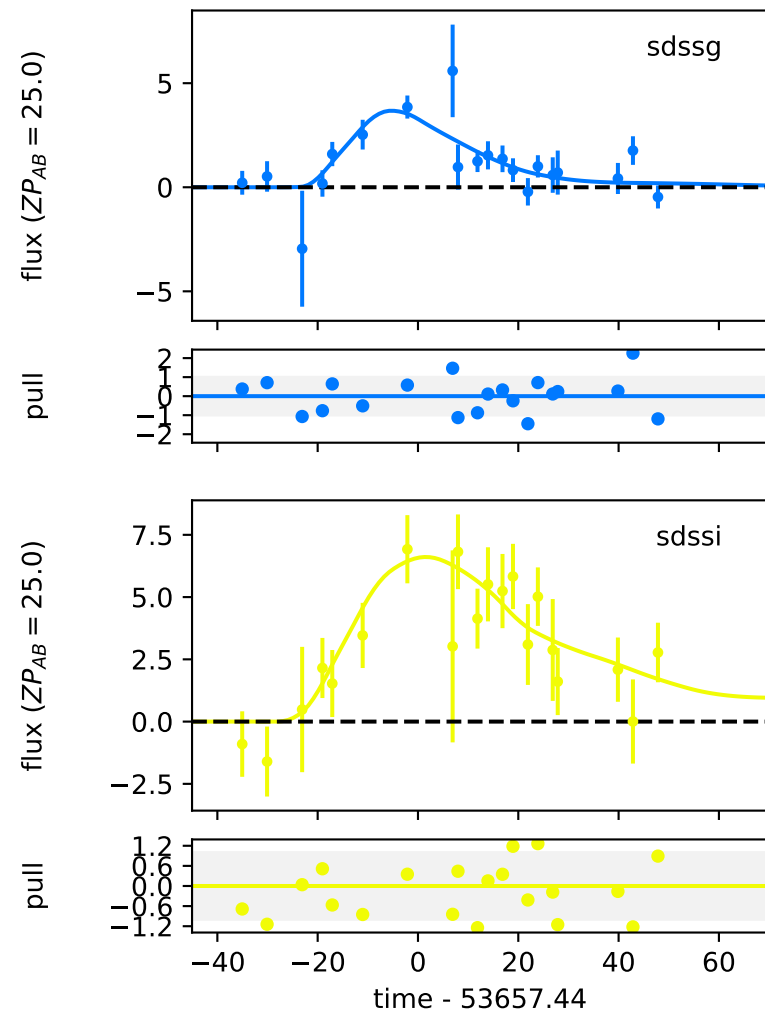 sdssg
flux (ZP_AB = 25.0)
5
0
−5
pull
2
1
0
−1
−2
sdssi
flux (ZP_AB = 25.0)
7.5
5.0
2.5
0.0
−2.5
pull
1.2
0.6
0.0
−0.6
−1.2
−40 −20 0 20 40 60
time - 53657.44